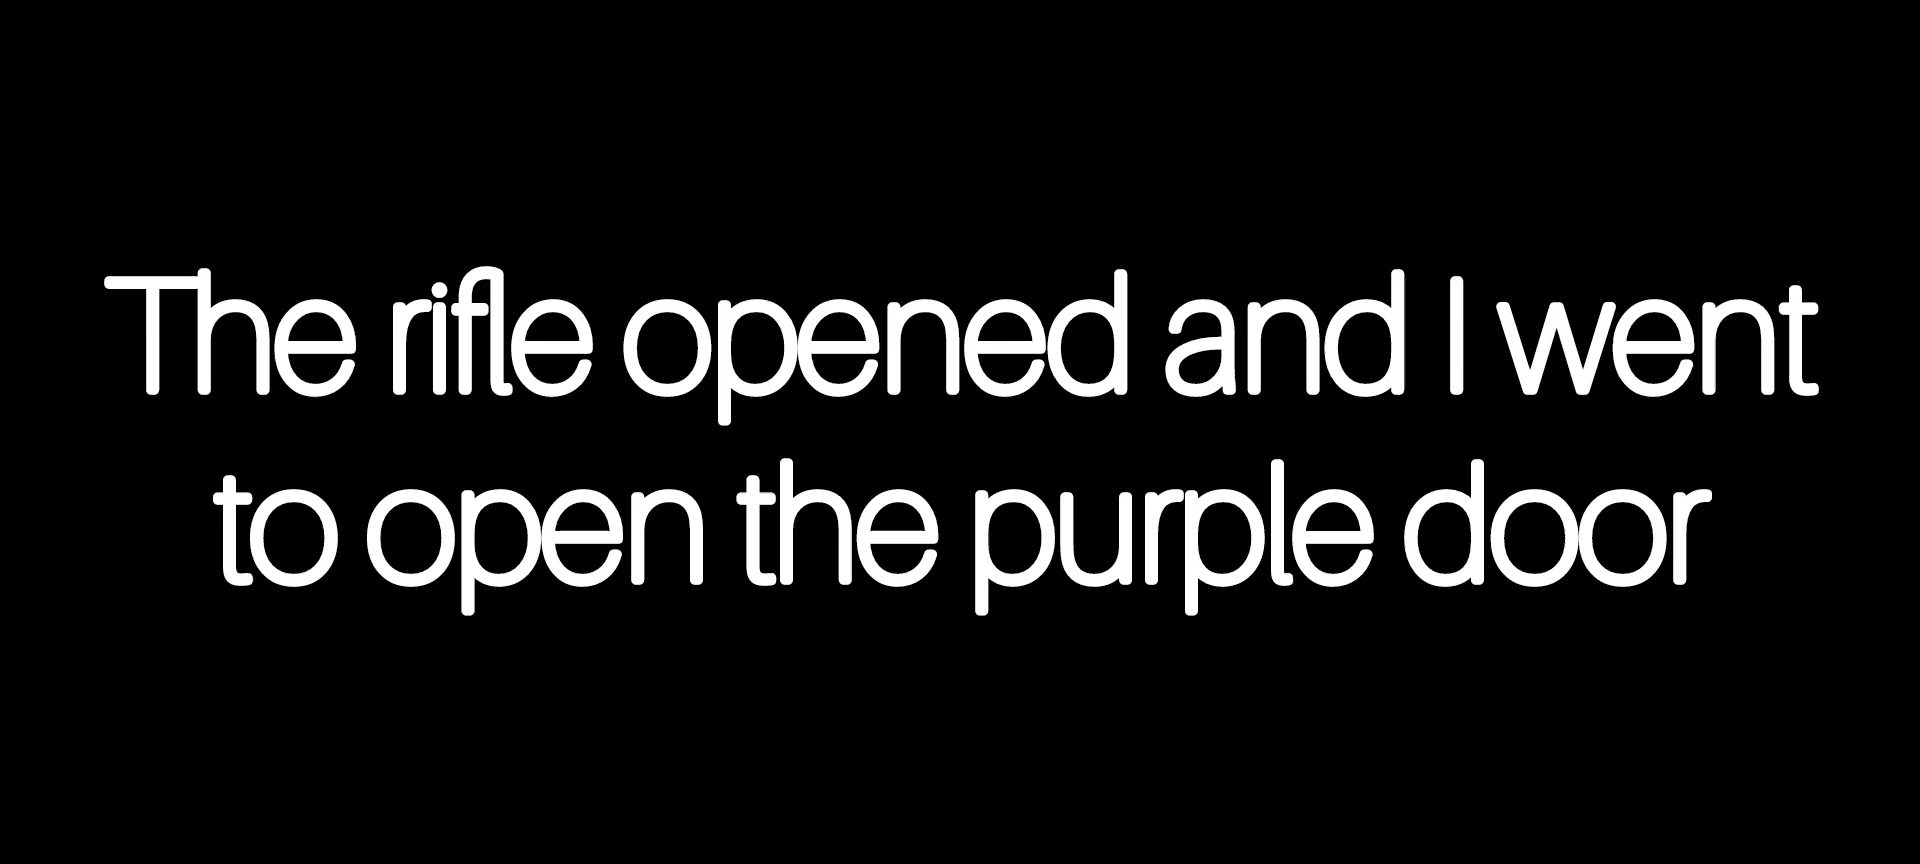 The rifle opened and I went
to open the purple door